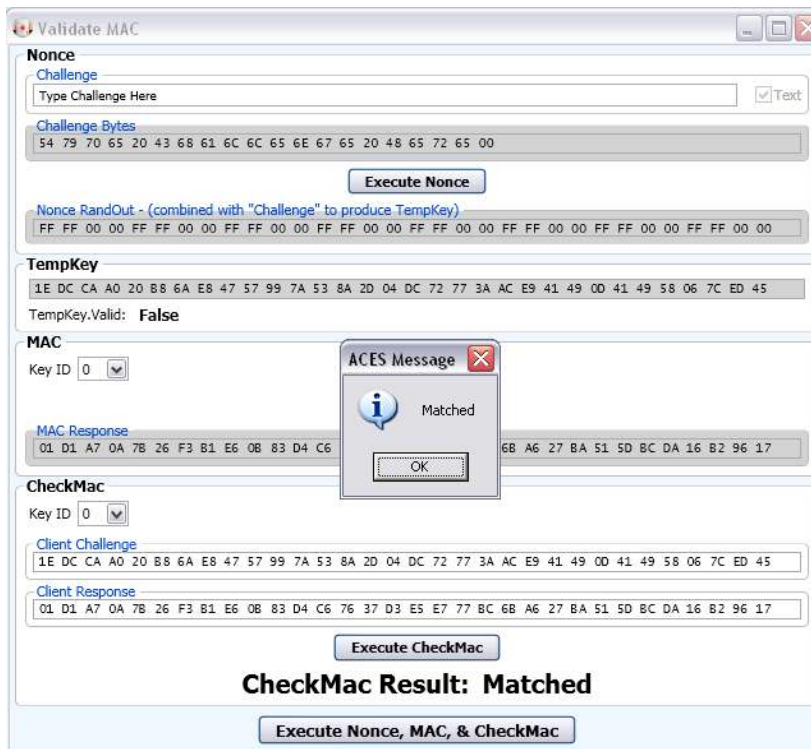 Validate MAC
Nonce
Challenge
Type Challenge Here
Text
Challenge Bytes
54 79 70 65 20 43 68 61 6C 6C 65 6E 67 65 20 48 65 72 65 00
Execute Nonce
Nonce RandOut - (combined with "Challenge" to produce TempKey)
FF FF 00 00 FF FF 00 00 FF FF 00 00 FF FF 00 00 FF FF 00 00 FF FF 00 00 FF FF 00 00 FF FF 00 00
TempKey
1E DC CA A0 20 B8 6A E8 47 57 99 7A 53 8A 2D 04 DC 72 77 3A AC E9 41 49 0D 41 49 58 06 7C ED 45
TempKey.Valid: False
MAC
Key ID 0
ACES Message
Matched
OK
MAC Response
01 D1 A7 0A 7B 26 F3 B1 E6 0B 83 D4 C6 6B A6 27 BA 51 5D BC DA 16 B2 96 17
CheckMac
Key ID 0
Client Challenge
1E DC CA A0 20 B8 6A E8 47 57 99 7A 53 8A 2D 04 DC 72 77 3A AC E9 41 49 0D 41 49 58 06 7C ED 45
Client Response
01 D1 A7 0A 7B 26 F3 B1 E6 0B 83 D4 C6 76 37 D3 E5 E7 77 BC 6B A6 27 BA 51 5D BC DA 16 B2 96 17
Execute CheckMac
CheckMac Result: Matched
Execute Nonce, MAC, & CheckMac